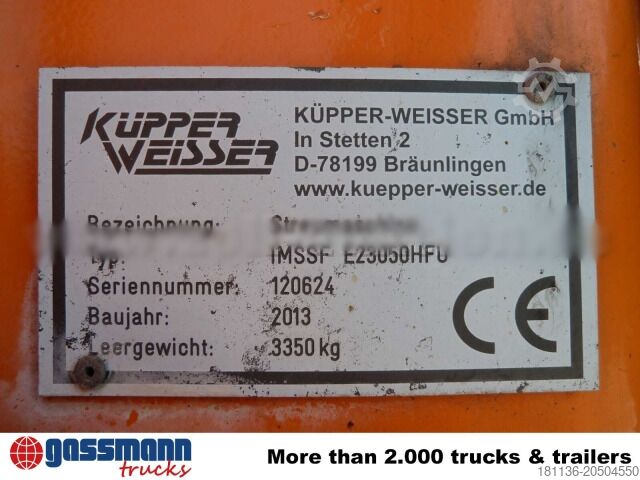 KÜPPER
WEISSER
KÜPPER-WEISSER GmbH
In Stetten 2
D-78199 Bräunlingen
www.kuepper-weisser.de
Bezeichnung:
Typ: IMSSF E23050HFU
Seriennummer: 120624
Baujahr: 2013
Leergewicht: 3350 kg
CE
gassmann
trucks
More than 2.000 trucks & trailers
181136-20504550